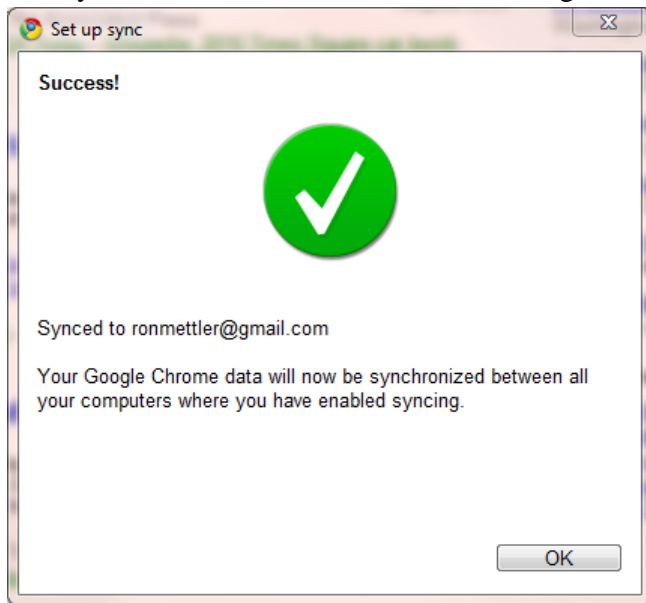 Set up sync
Success!
Synced to ronmettler@gmail.com
Your Google Chrome data will now be synchronized between all
your computers where you have enabled syncing.
OK